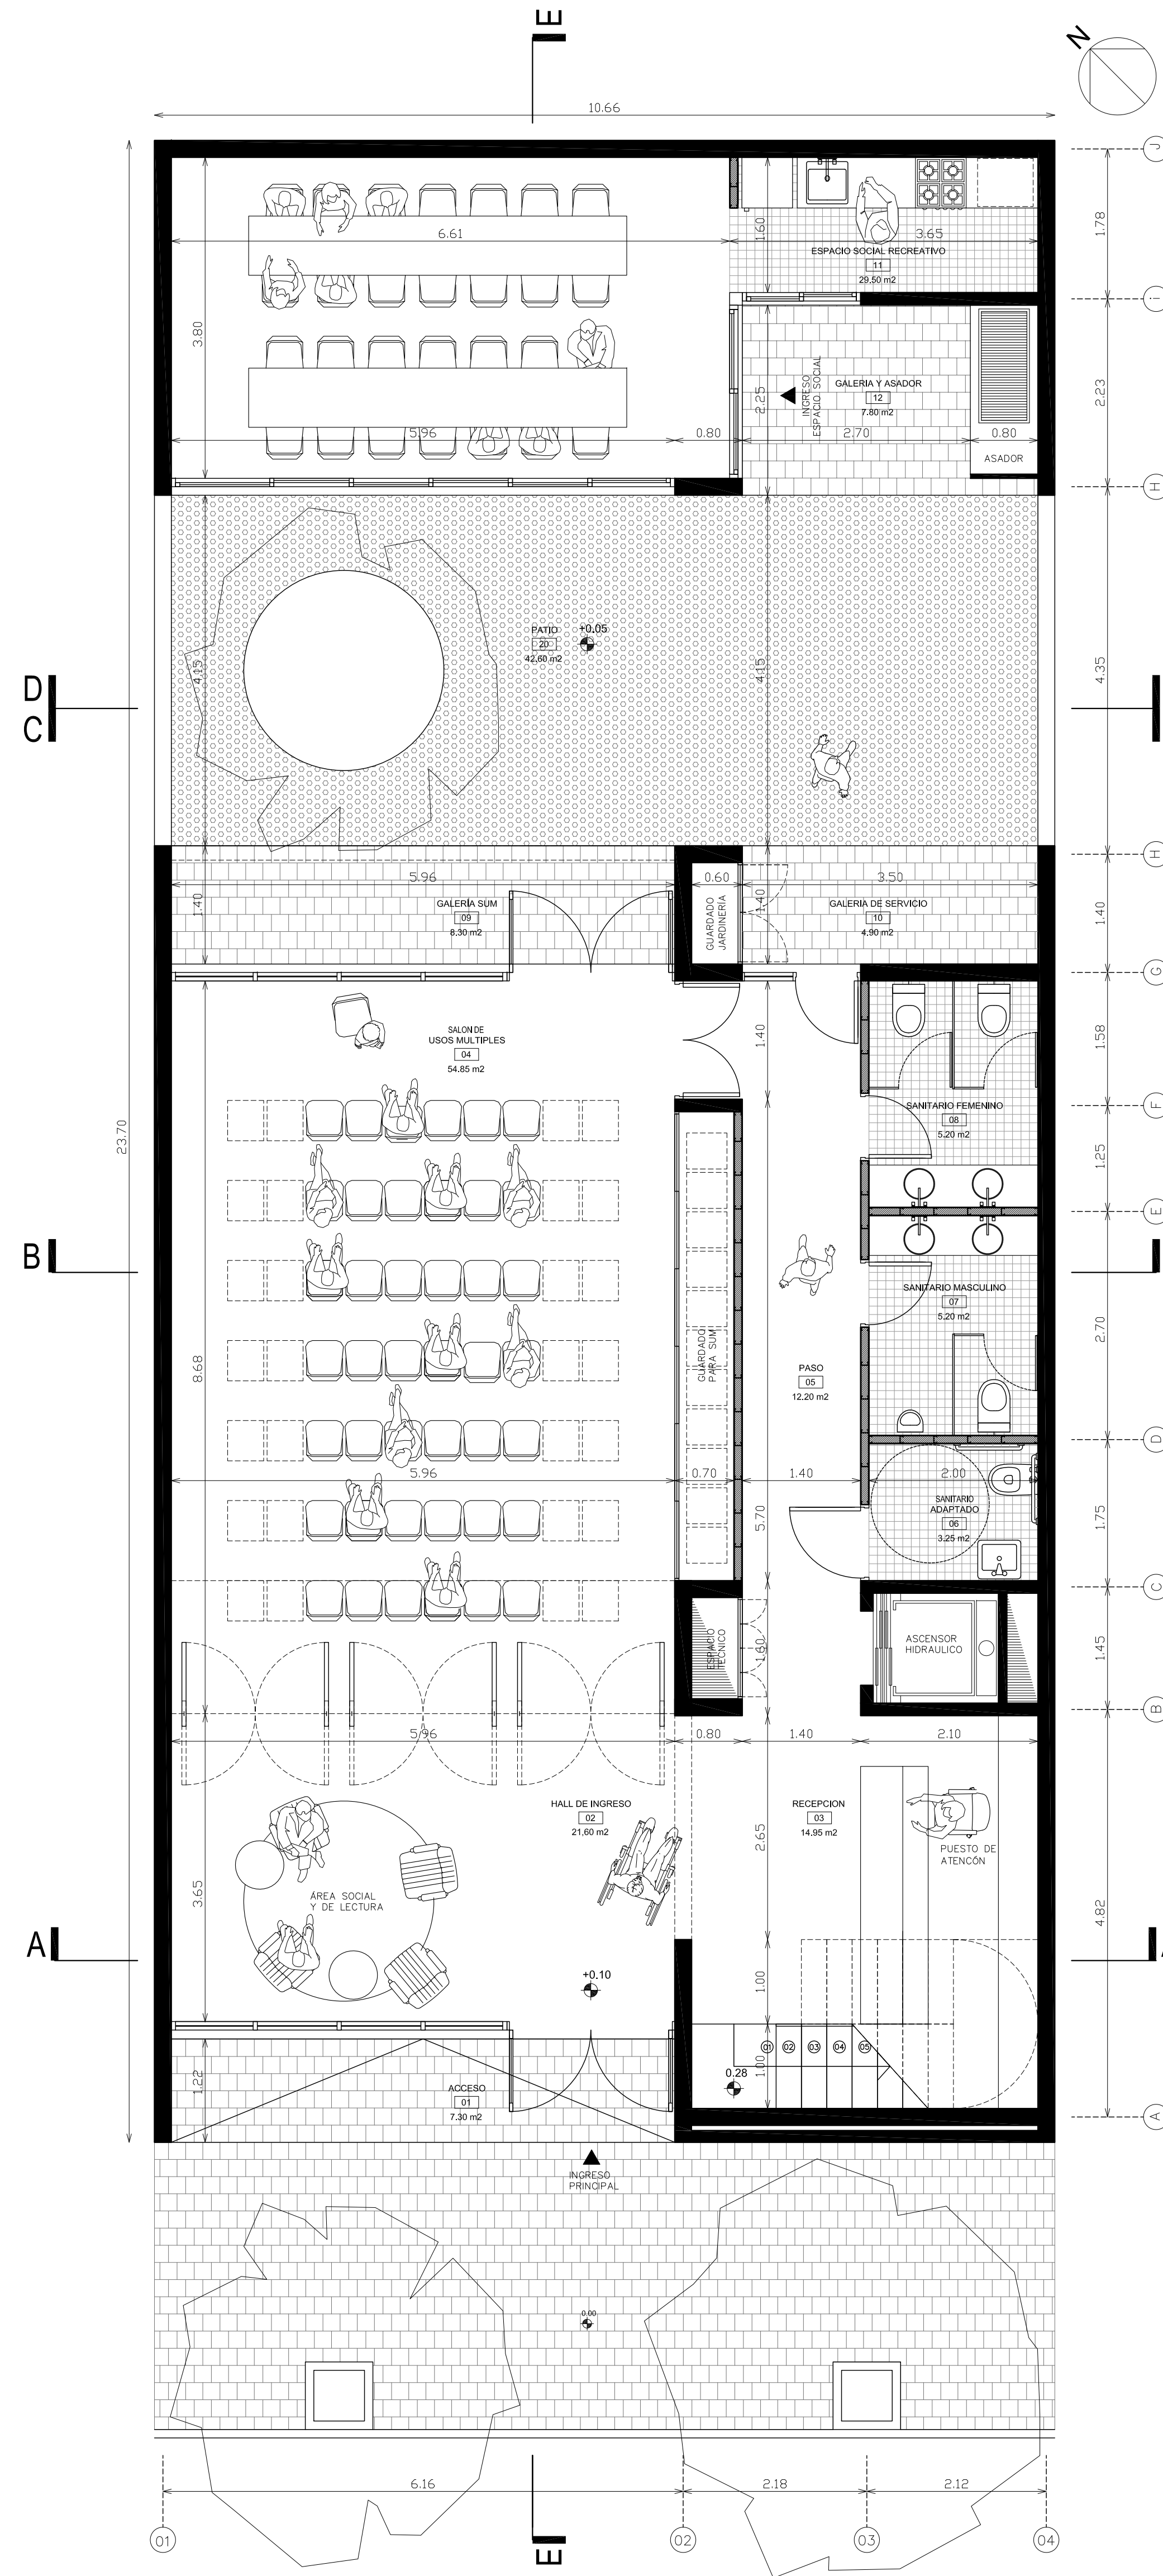 E
N
10.66
J
6.61
1.60
3.65
1.78
ESPACIO SOCIAL RECREATIVO
11
29,50 m2
i
3.80
2.25
INGRESO
ESPACIO SOCIAL
GALERIA Y ASADOR
12
7.80 m2
2.23
5.96
0.80
2.70
0.80
ASADOR
H
PATIO
20
42.60 m2
+0.05
4.15
4.15
4.35
D
C
H
5.96
0.60
3.50
1.40
GALERÍA SUM
09
8.30 m2
GUARDADO
JARDINERÍA
1.40
GALERIA DE SERVICIO
10
4.90 m2
1.40
G
SALON DE
USOS MULTIPLES
04
54.85 m2
1.40
1.58
SANITARIO FEMENINO
08
5.20 m2
F
23.70
1.25
E
B
SANITARIO MASCULINO
07
5,20 m2
8.68
GUARDADO
PARA SUM
PASO
05
12.20 m2
2.70
D
5.96
0.70
1.40
2.00
5.70
SANITARIO
ADAPTADO
06
3.25 m2
1.75
C
ESPACIO
TECNICO
1.60
ASCENSOR
HIDRAULICO
1.45
B
5.96
0.80
1.40
2.10
HALL DE INGRESO
02
21,60 m2
RECEPCION
03
14.95 m2
2.65
PUESTO DE
ATENCÓN
3.65
ÁREA SOCIAL
Y DE LECTURA
4.82
A
A
+0.10
1.00
01
02
03
04
05
1.22
1.00
0.28
ACCESO
01
7.30 m2
A
INGRESO
PRINCIPAL
0.00
6.16
2.18
2.12
01
02
03
04
E